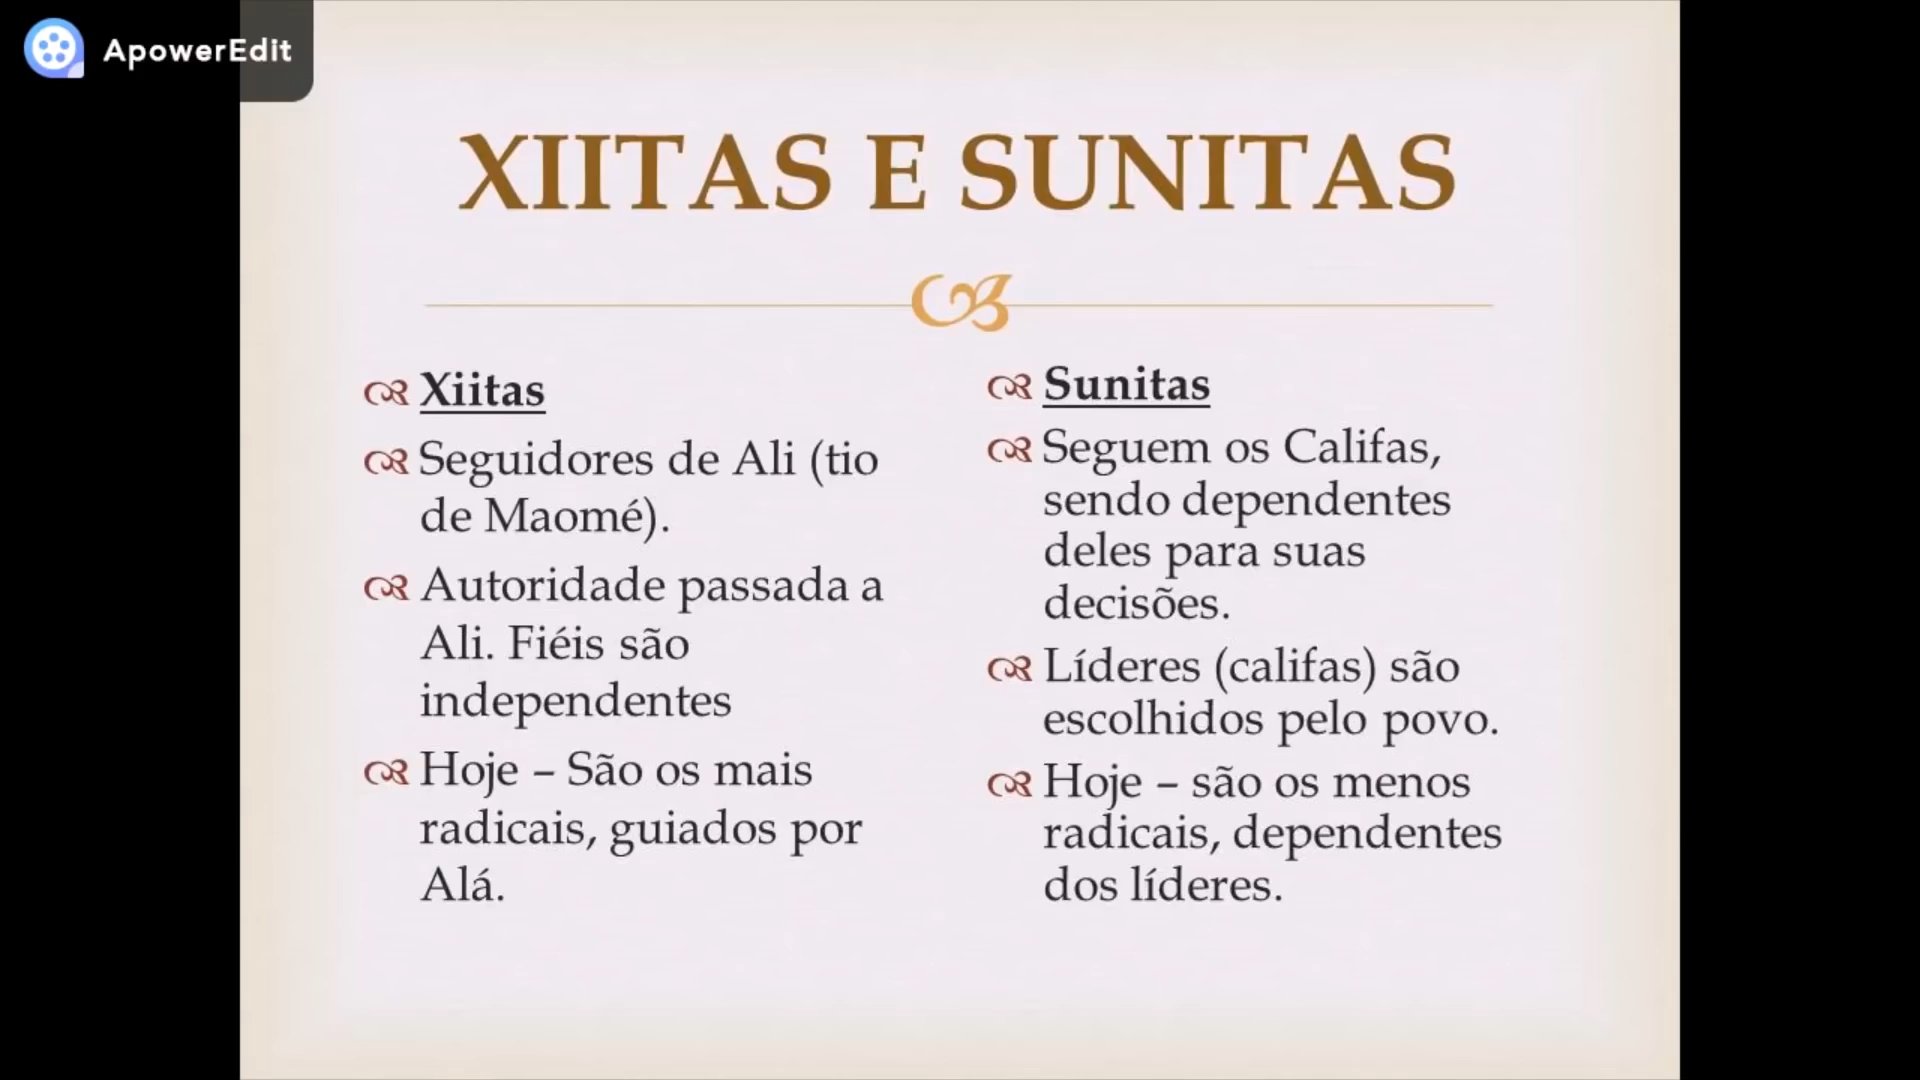 ApowerEdit
XIITAS E SUNITAS
Xiitas
Seguidores de Ali (tio
de Maomé).
Autoridade passada a
Ali. Fiéis são
independentes
Hoje – São os mais
radicais, guiados por
Alá.
Sunitas
Seguem os Califas,
sendo dependentes
deles para suas
decisões.
Líderes (califas) são
escolhidos pelo povo.
Hoje – são os menos
radicais, dependentes
dos líderes.